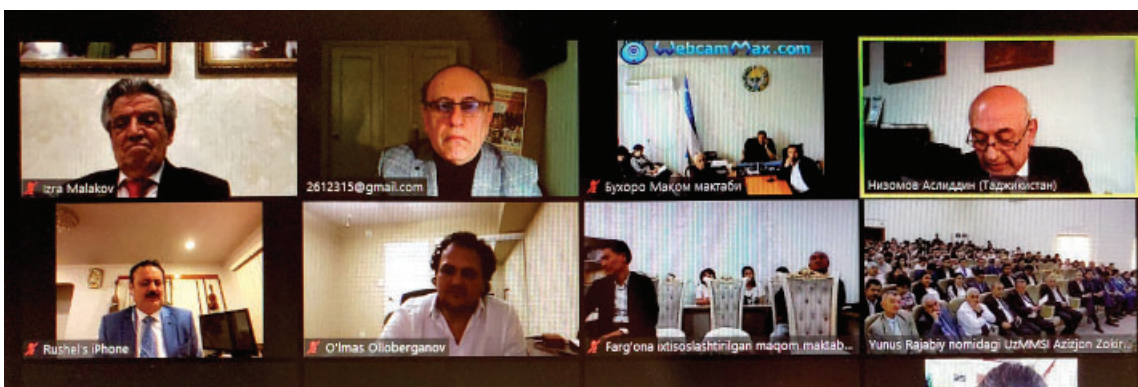 WebcamMax.com
Izra Malakov
2612315@gmail.com
Бухоро Мақом мактаби
Низомов Аслиддин (Таджикистан)
Rushel's iPhone
O'lmas Olloberganov
Farg'ona ixtisoslashtirilgan maqom maktab...
Yunus Rajabiy nomidagi UzMMSI Azizjon Zokir...